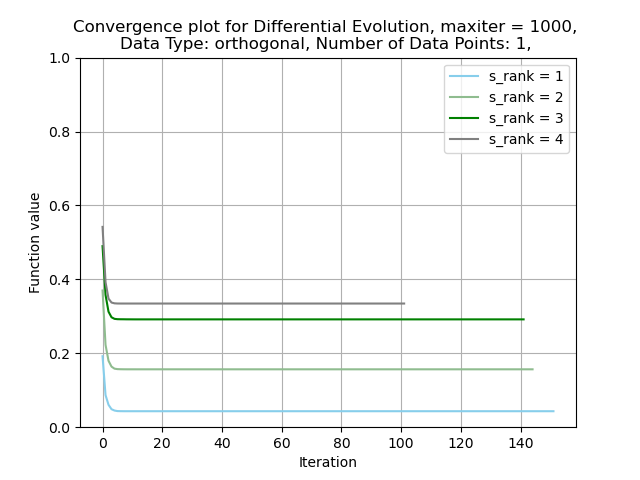 Convergence plot for Differential Evolution, maxiter = 1000,
Data Type: orthogonal, Number of Data Points: 1,
1.0
0.8
0.6
0.4
0.2
0.0
Function value
s_rank = 1
s_rank = 2
s_rank = 3
s_rank = 4
0 20 40 60 80 100 120 140
Iteration